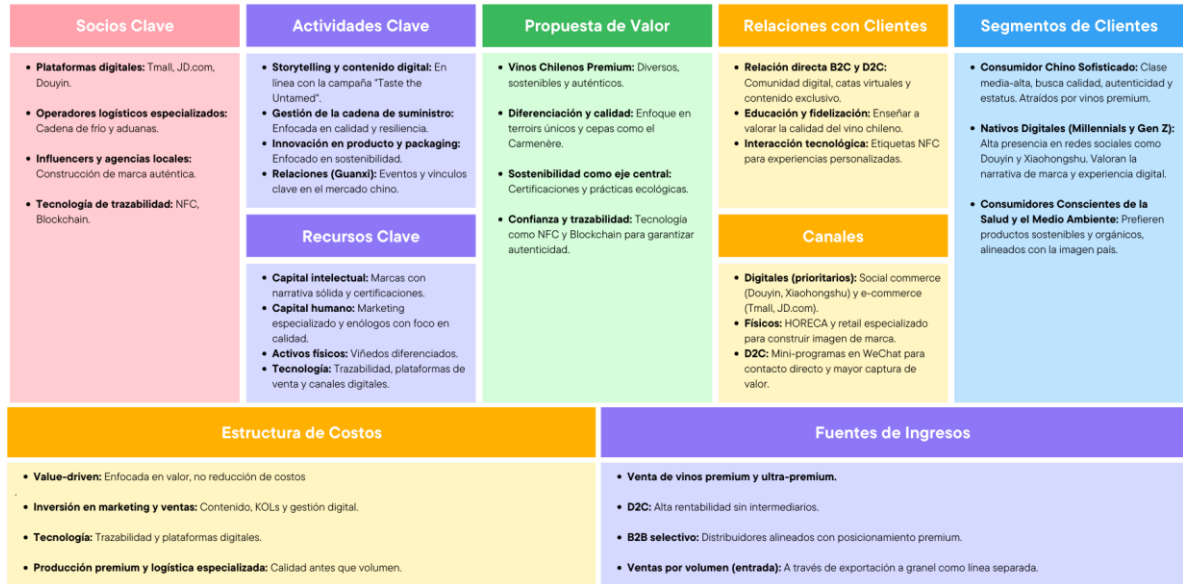 Socios Clave
• Plataformas digitales: Tmall, JD.com,
Douyin.
• Operadores logísticos especializados:
Cadena de frío y aduanas.
• Influencers y agencias locales:
Construcción de marca auténtica.
• Tecnología de trazabilidad: NFC,
Blockchain.
Actividades Clave
• Storytelling y contenido digital: En
línea con la campaña "Taste the
Untamed".
• Gestión de la cadena de suministro:
Enfocada en calidad y resiliencia.
• Innovación en producto y packaging:
Enfocado en sostenibilidad.
• Relaciones (Guanxi): Eventos y vínculos
clave en el mercado chino.
Recursos Clave
• Capital intelectual: Marcas con
narrativa sólida y certificaciones.
• Capital humano: Marketing
especializado y enólogos con foco en
calidad.
• Activos físicos: Viñedos diferenciados.
• Tecnología: Trazabilidad, plataformas de
venta y canales digitales.
Propuesta de Valor
• Vinos Chilenos Premium: Diversos,
sostenibles y auténticos.
• Diferenciación y calidad: Enfoque en
terroirs únicos y cepas como el
Carmenère.
• Sostenibilidad como eje central:
Certificaciones y prácticas ecológicas.
• Confianza y trazabilidad: Tecnología
como NFC y Blockchain para garantizar
autenticidad.
Relaciones con Clientes
• Relación directa B2C y D2C:
Comunidad digital, catas virtuales y
contenido exclusivo.
• Educación y fidelización: Enseñar a
valorar la calidad del vino chileno.
• Interacción tecnológica: Etiquetas NFC
para experiencias personalizadas.
Canales
• Digitales (prioritarios): Social commerce
(Douyin, Xiaohongshu) y e-commerce
(Tmall, JD.com).
• Físicos: HORECA y retail especializado
para construir imagen de marca.
• D2C: Mini-programas en WeChat para
contacto directo y mayor captura de
valor.
Segmentos de Clientes
• Consumidor Chino Sofisticado: Clase
media-alta, busca calidad, autenticidad y
estatus. Atraídos por vinos premium.
• Nativos Digitales (Millennials y Gen Z):
Alta presencia en redes sociales como
Douyin y Xiaohongshu. Valoran la
narrativa de marca y experiencia digital.
• Consumidores Conscientes de la
Salud y el Medio Ambiente: Prefieren
productos sostenibles y orgánicos,
alineados con la imagen país.
Estructura de Costos
• Value-driven: Enfocada en valor, no reducción de costos
.
• Inversión en marketing y ventas: Contenido, KOLs y gestión digital.
• Tecnología: Trazabilidad y plataformas digitales.
• Producción premium y logística especializada: Calidad antes que volumen.
Fuentes de Ingresos
• Venta de vinos premium y ultra-premium.
• D2C: Alta rentabilidad sin intermediarios.
• B2B selectivo: Distribuidores alineados con posicionamiento premium.
• Ventas por volumen (entrada): A través de exportación a granel como línea separada.